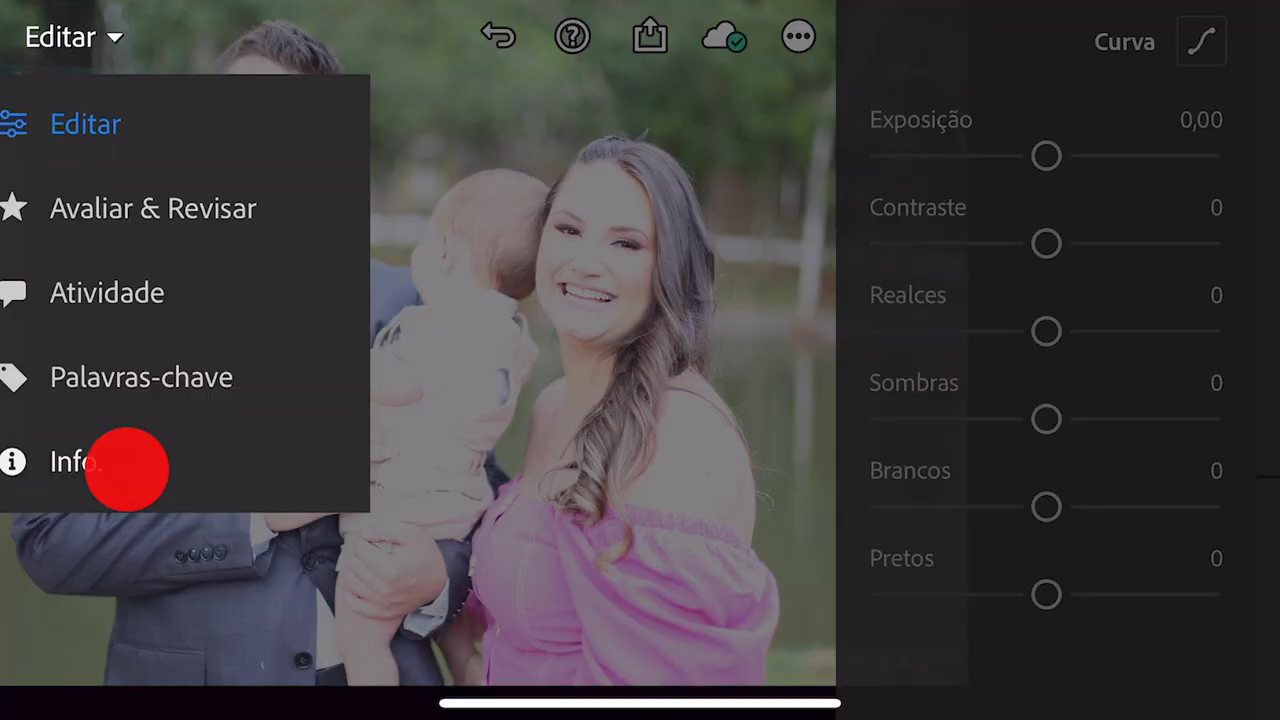 Editar
Editar
Avaliar & Revisar
Atividade
Palavras-chave
Info.
Curva
Exposição 0,00
Contraste 0
Realces 0
Sombras 0
Brancos 0
Pretos 0